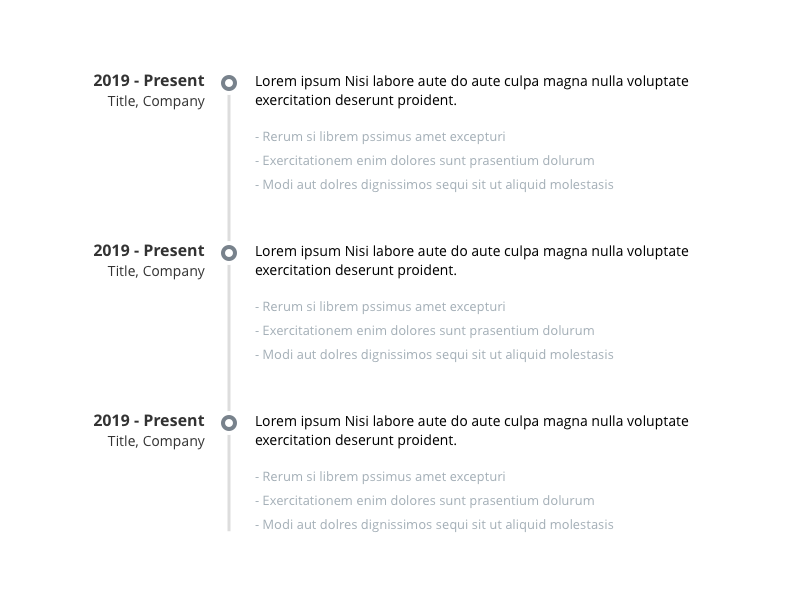 2019 - Present
Title, Company
Lorem ipsum Nisi labore aute do aute culpa magna nulla voluptate
exercitation deserunt proident.
- Rerum si librem pssimus amet excepturi
- Exercitationem enim dolores sunt prasentium dolurum
- Modi aut dolres dignissimos sequi sit ut aliquid molestasis
2019 - Present
Title, Company
Lorem ipsum Nisi labore aute do aute culpa magna nulla voluptate
exercitation deserunt proident.
- Rerum si librem pssimus amet excepturi
- Exercitationem enim dolores sunt prasentium dolurum
- Modi aut dolres dignissimos sequi sit ut aliquid molestasis
2019 - Present
Title, Company
Lorem ipsum Nisi labore aute do aute culpa magna nulla voluptate
exercitation deserunt proident.
- Rerum si librem pssimus amet excepturi
- Exercitationem enim dolores sunt prasentium dolurum
- Modi aut dolres dignissimos sequi sit ut aliquid molestasis